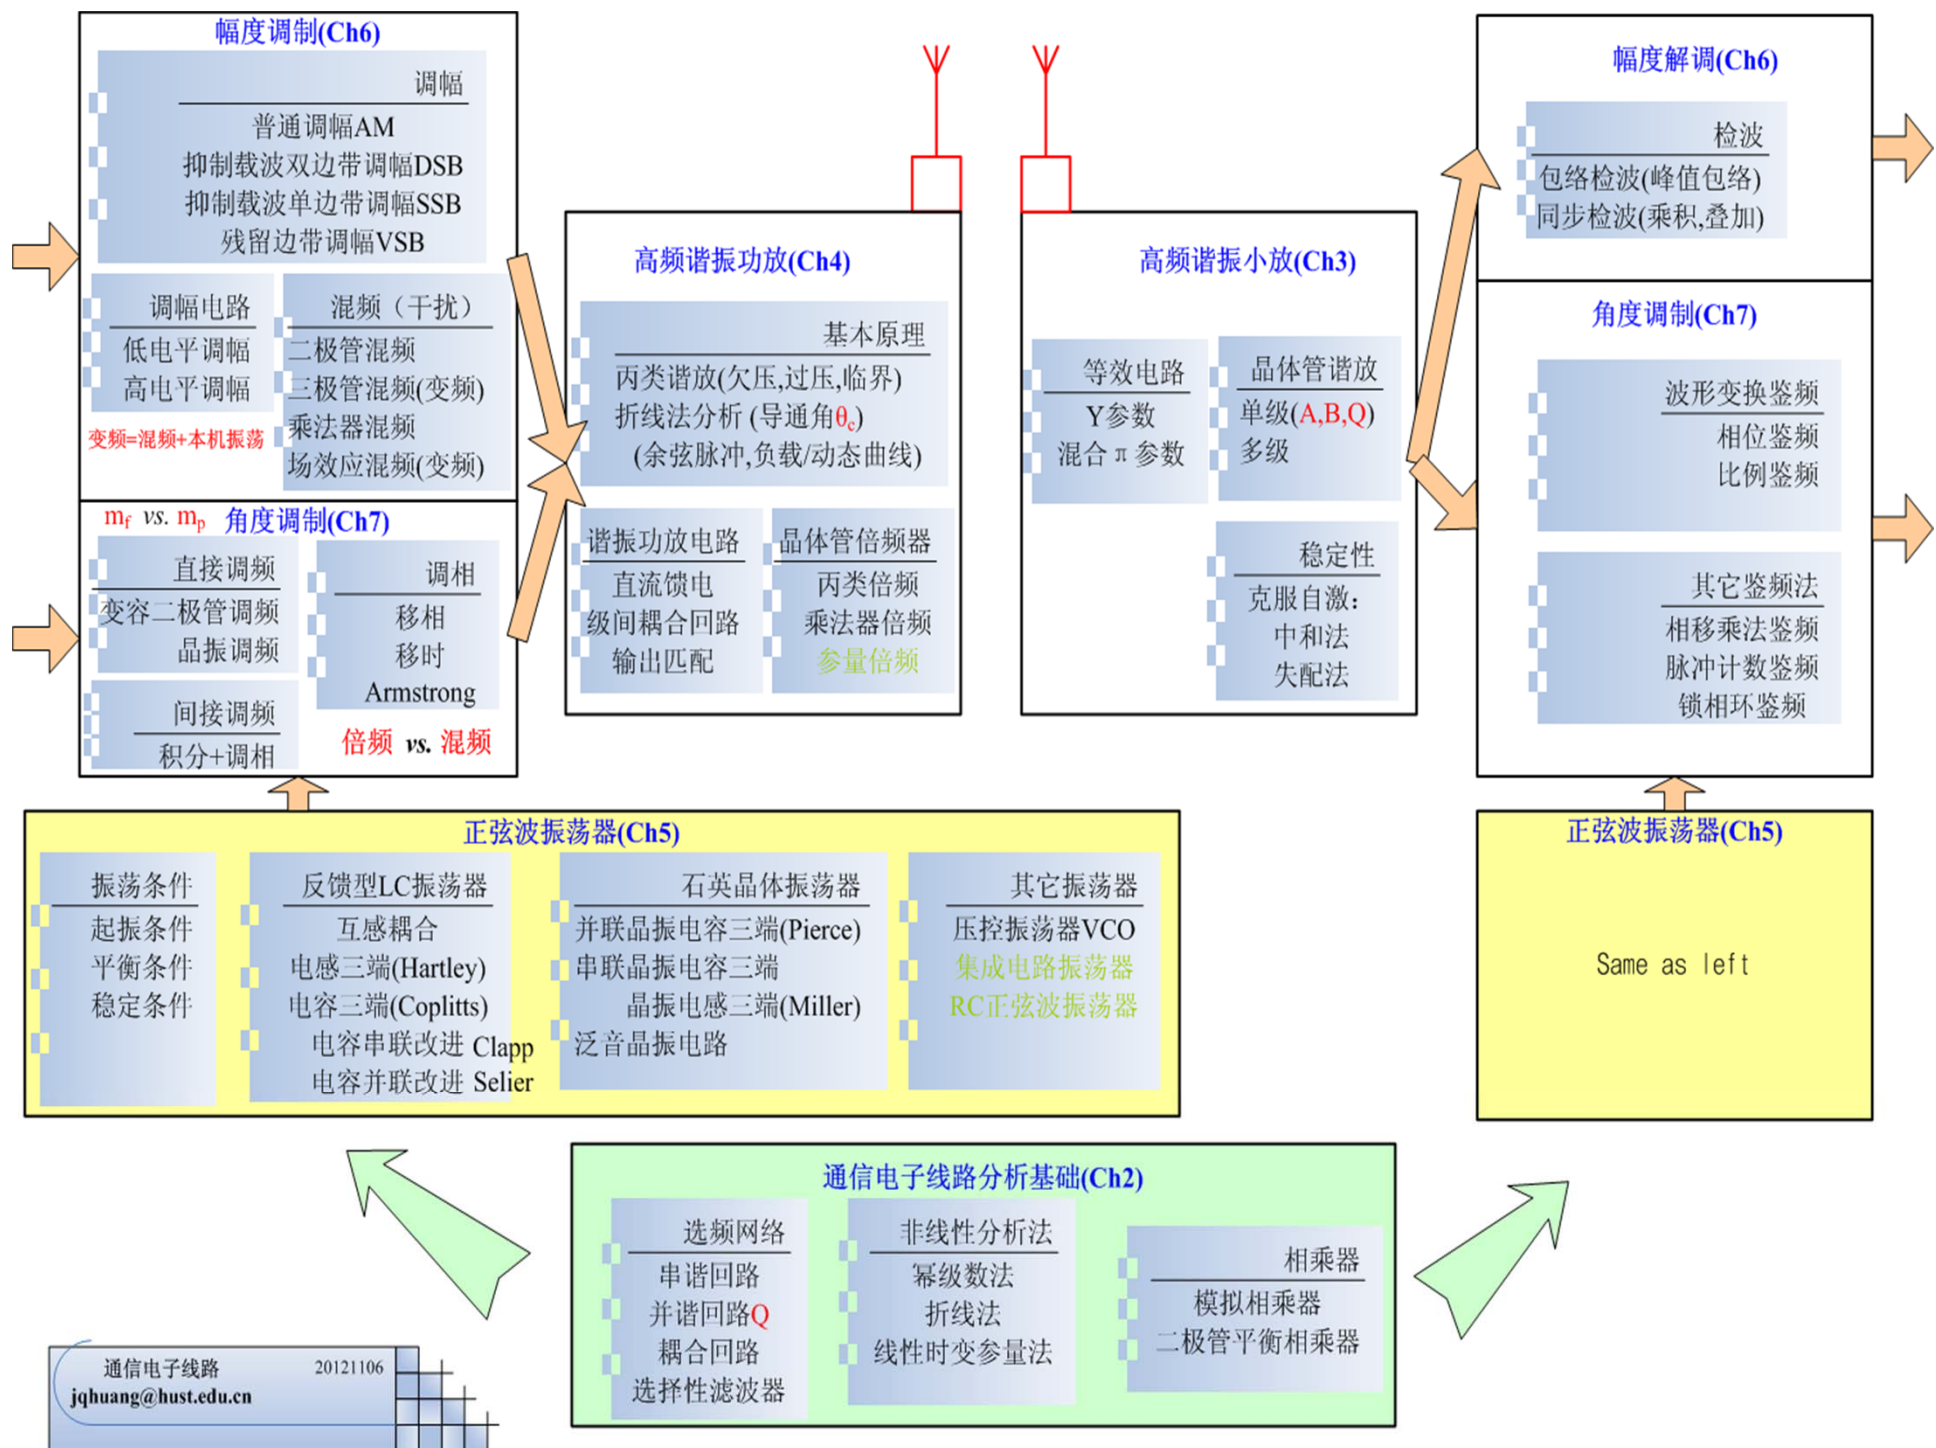 幅度调制(Ch6)
调幅
普通调幅AM
抑制载波双边带调幅DSB
抑制载波单边带调幅SSB
残留边带调幅VSB
调幅电路
低电平调幅
高电平调幅
变频=混频+本机振荡
混频（干扰）
二极管混频
三极管混频(变频)
乘法器混频
场效应混频(变频)
m_f vs. m_p 角度调制(Ch7)
直接调频
变容二极管调频
晶振调频
调相
移相
移时
Armstrong
间接调频
积分+调相
倍频 vs. 混频
高频谐振功放(Ch4)
基本原理
丙类谐放(欠压,过压,临界)
折线法分析 (导通角θ_c)
(余弦脉冲,负载/动态曲线)
谐振功放电路
直流馈电
级间耦合回路
输出匹配
晶体管倍频器
丙类倍频
乘法器倍频
参量倍频
高频谐振小放(Ch3)
等效电路
Y参数
混合π参数
晶体管谐放
单级(A,B,Q)
多级
稳定性
克服自激：
中和法
失配法
幅度解调(Ch6)
检波
包络检波(峰值包络)
同步检波(乘积,叠加)
角度调制(Ch7)
波形变换鉴频
相位鉴频
比例鉴频
其它鉴频法
相移乘法鉴频
脉冲计数鉴频
锁相环鉴频
正弦波振荡器(Ch5)
振荡条件
起振条件
平衡条件
稳定条件
反馈型LC振荡器
互感耦合
电感三端(Hartley)
电容三端(Coplitts)
电容串联改进 Clapp
电容并联改进 Selier
石英晶体振荡器
并联晶振电容三端(Pierce)
串联晶振电容三端
晶振电感三端(Miller)
泛音晶振电路
其它振荡器
压控振荡器VCO
集成电路振荡器
RC正弦波振荡器
正弦波振荡器(Ch5)
Same as left
通信电子线路分析基础(Ch2)
选频网络
串谐回路
并谐回路Q
耦合回路
选择性滤波器
非线性分析法
幂级数法
折线法
线性时变参量法
相乘器
模拟相乘器
二极管平衡相乘器
通信电子线路 20121106
jqhuang@hust.edu.cn